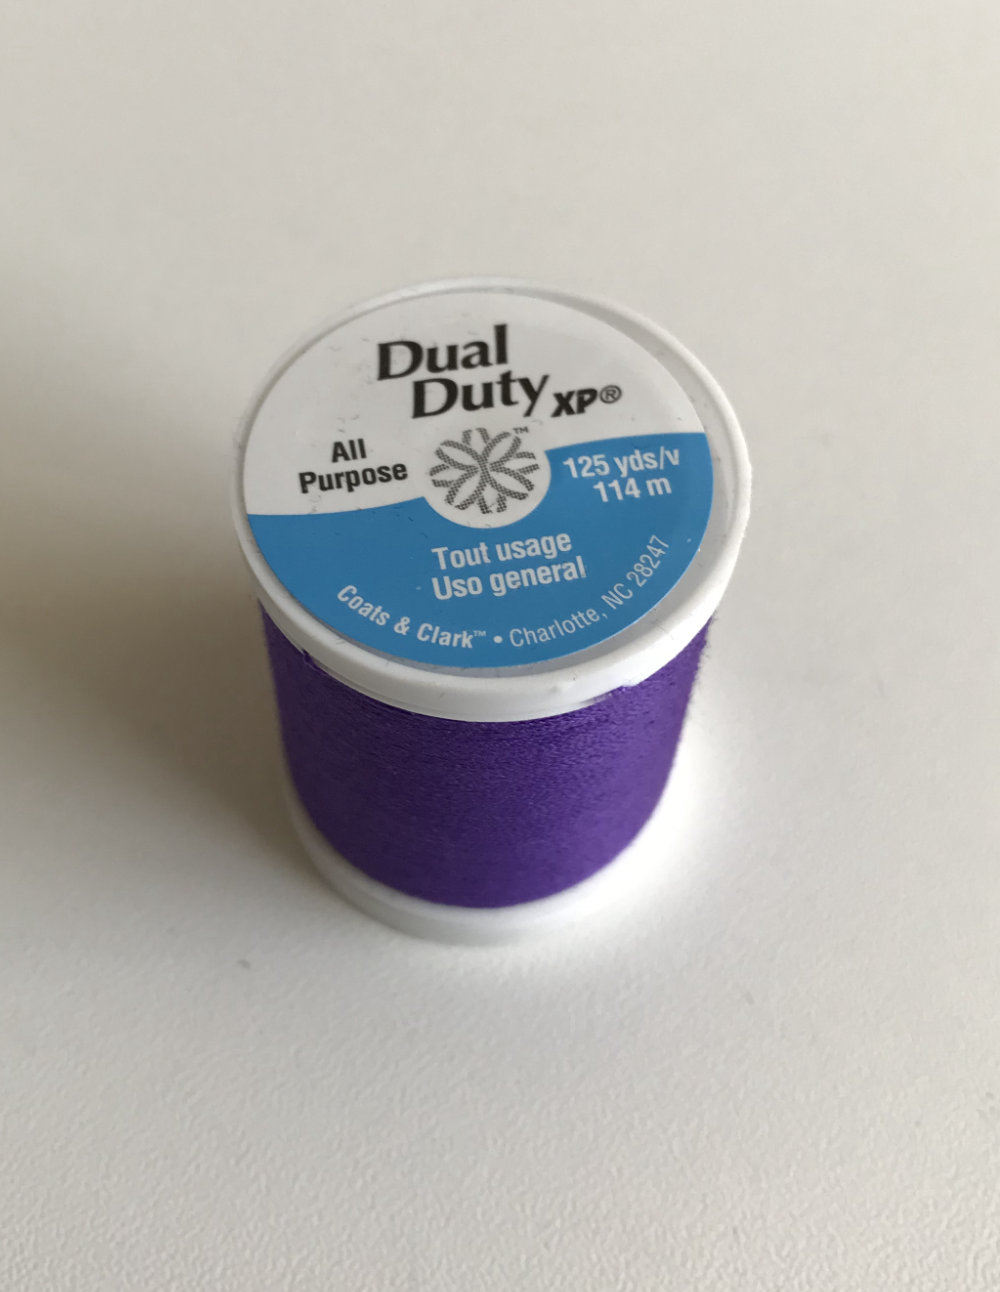 Dual
Duty XP®
™
All
Purpose
125 yds/v
114 m
Tout usage
Uso general
Coats & Clark™ • Charlotte, NC 28247